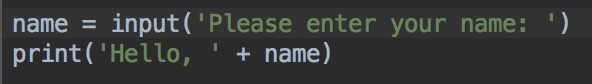 name = input('Please enter your name: ')
print('Hello, ' + name)